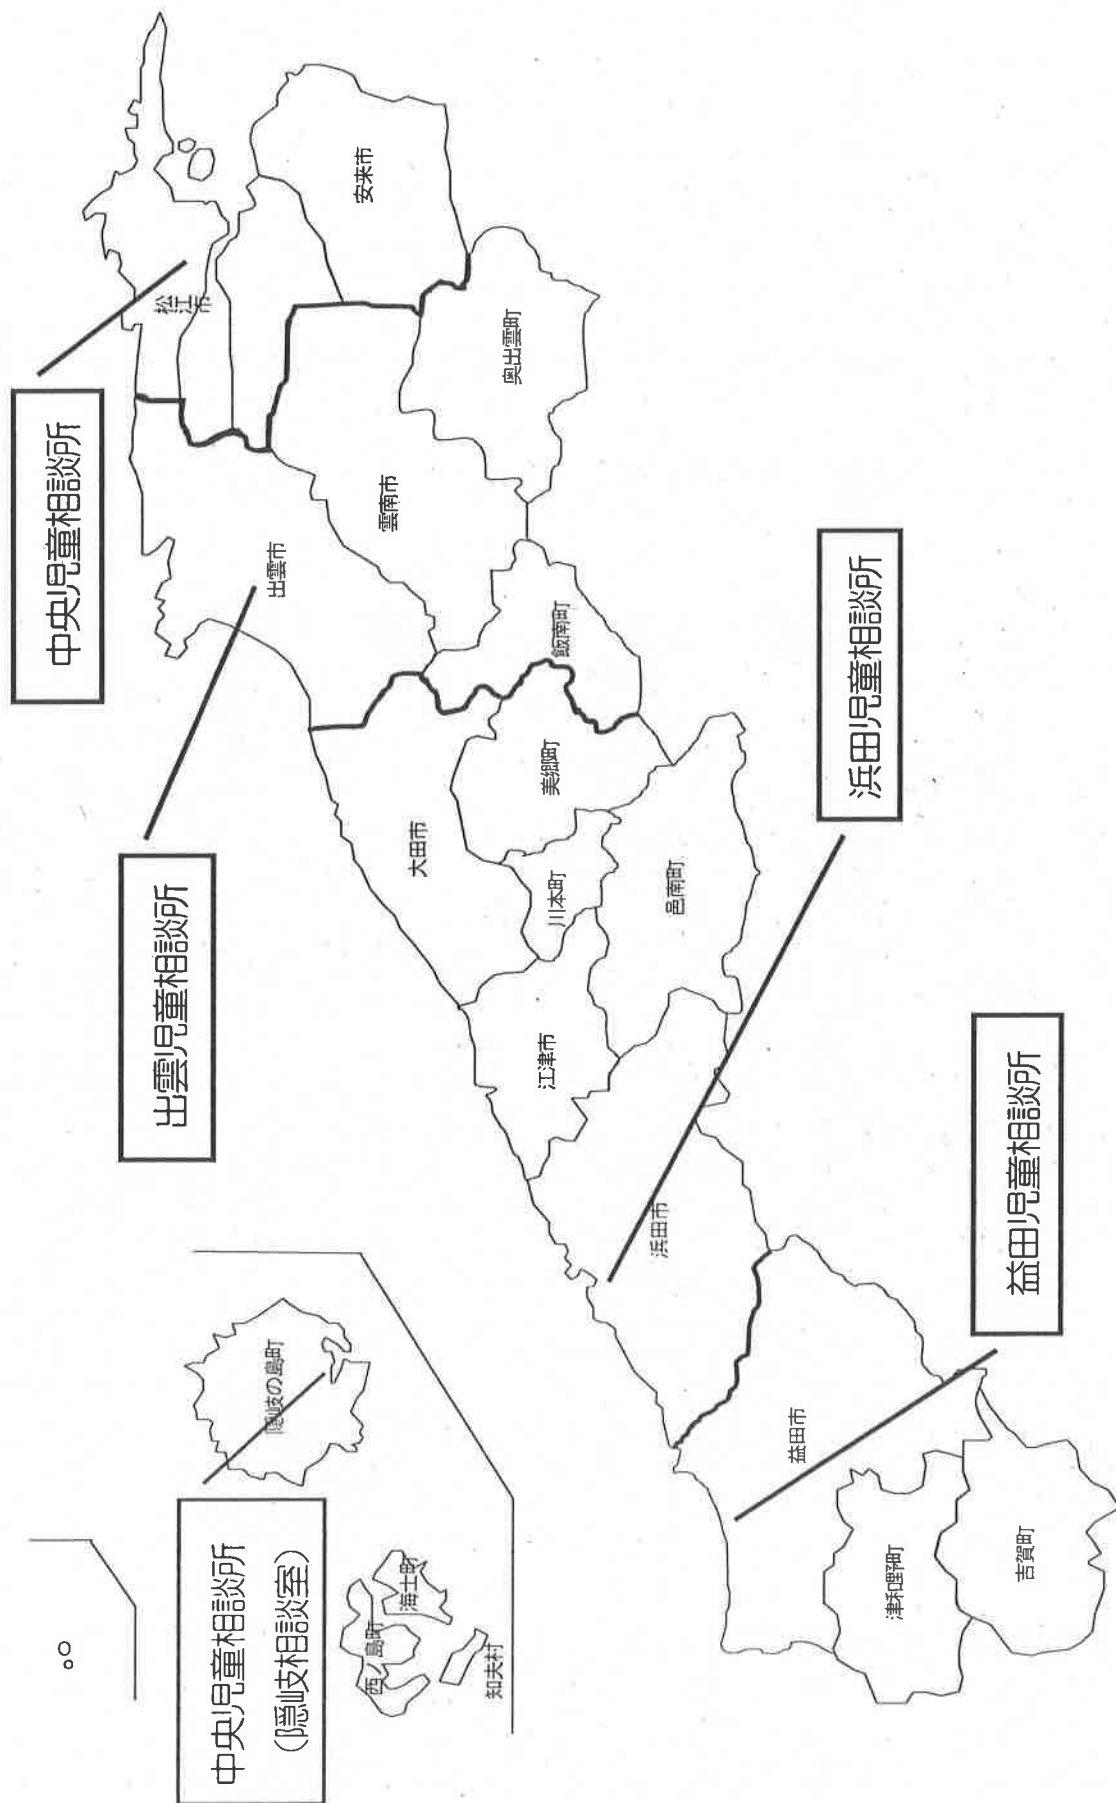 中央児童相談所
(隠岐相談室)
隠岐の島町
西ノ島町
海士町
知夫村
出雲児童相談所
中央児童相談所
松江市
安来市
出雲市
雲南市
奥出雲町
飯南町
大田市
美郷町
川本町
邑南町
江津市
浜田市
浜田児童相談所
益田市
津和野町
吉賀町
益田児童相談所